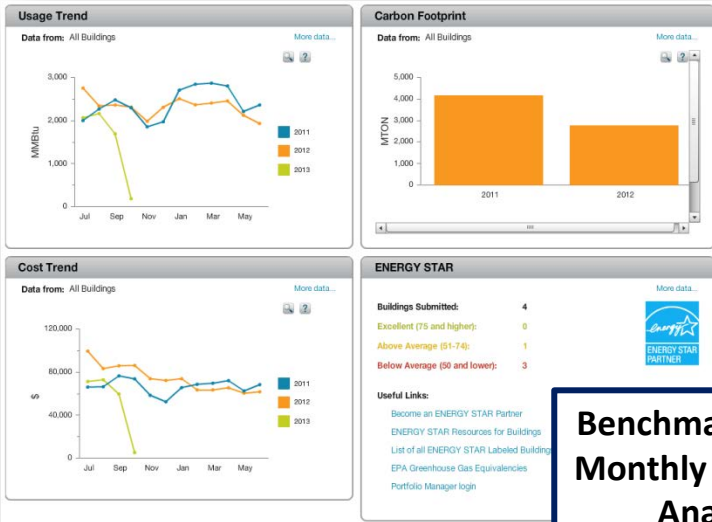 Usage Trend
Data from: All Buildings
More data...
?
3,000
2,000
1,000
0
MMBtu
Jul Sep Nov Jan Mar May
2011
2012
2013
Carbon Footprint
Data from: All Buildings
More data...
?
5,000
4,000
3,000
2,000
1,000
0
MTON
2011 2012
Cost Trend
Data from: All Buildings
More data...
?
120,000
80,000
40,000
0
$
Jul Sep Nov Jan Mar May
2011
2012
2013
ENERGY STAR
More data...
Buildings Submitted: 4
Excellent (75 and higher): 0
Above Average (51-74): 1
Below Average (50 and lower): 3
energy
ENERGY STAR
PARTNER
Useful Links:
Become an ENERGY STAR Partner
ENERGY STAR Resources for Buildings
List of all ENERGY STAR Labeled Building
EPA Greenhouse Gas Equivalencies
Portfolio Manager login
Benchma
Monthly
Ana